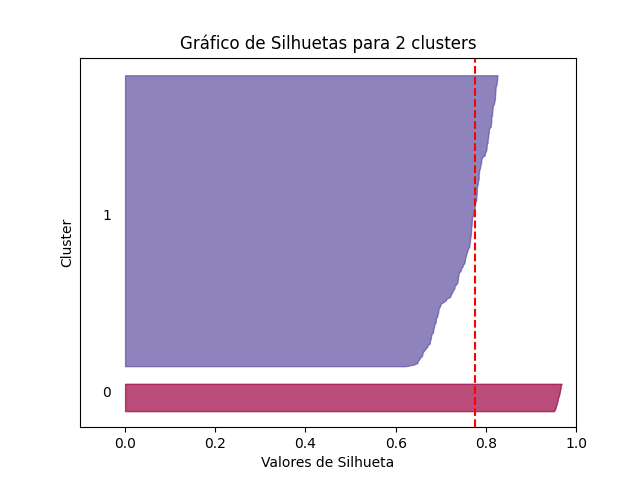 Gráfico de Silhuetas para 2 clusters
Cluster
1
0
0.0 0.2 0.4 0.6 0.8 1.0
Valores de Silhueta